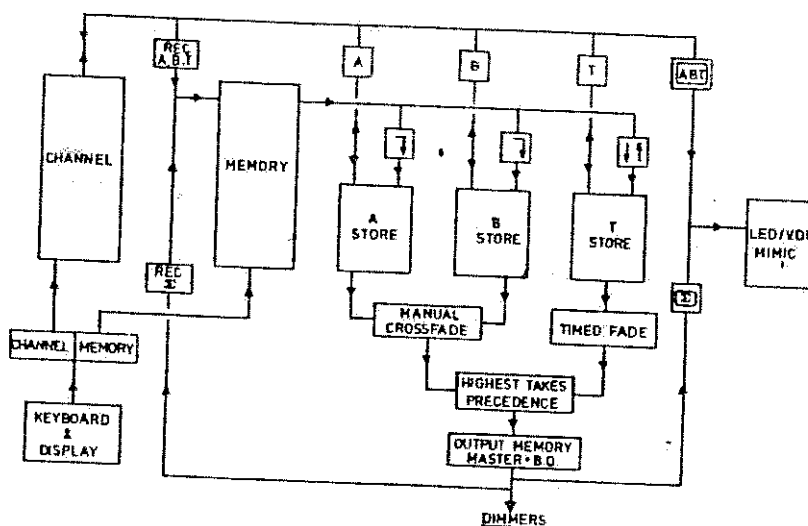 REC
A.B.T
A
B
T
A.B.T
CHANNEL
MEMORY
A
STORE
B
STORE
T
STORE
LED/VDU
MIMIC
REC
Σ
Σ
MANUAL
CROSSFADE
TIMED FADE
CHANNEL
MEMORY
HIGHEST TAKES
PRECEDENCE
KEYBOARD
&
DISPLAY
OUTPUT MEMORY
MASTER • B.O.
DIMMERS